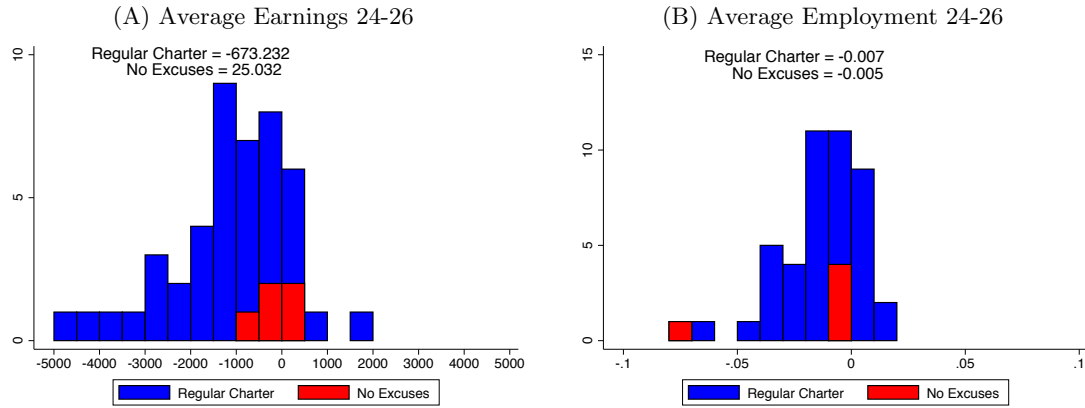 (A) Average Earnings 24-26
Regular Charter = -673.232
No Excuses = 25.032
10
5
0
-5000 -4000 -3000 -2000 -1000 0 1000 2000 3000 4000 5000
Regular Charter No Excuses
(B) Average Employment 24-26
Regular Charter = -0.007
No Excuses = -0.005
15
10
5
0
-.1 -.05 0 .05 .1
Regular Charter No Excuses